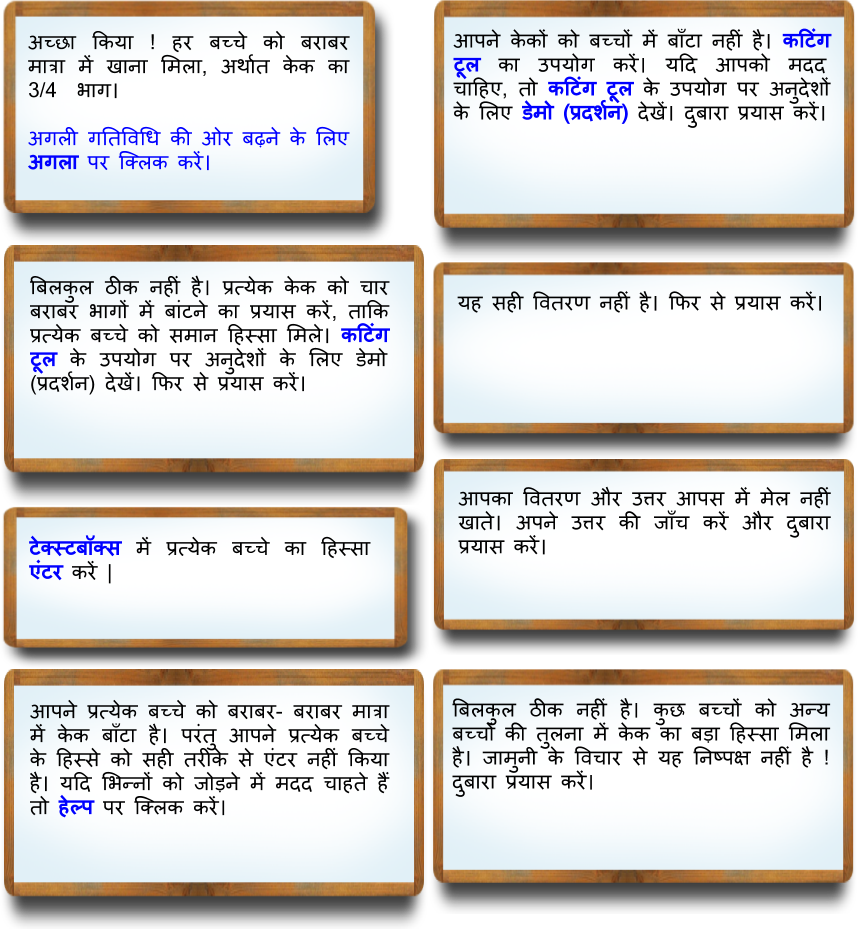 अच्छा किया ! हर बच्चे को बराबर
मात्रा में खाना मिला, अर्थात केक का
3/4 भाग।
अगली गतिविधि की ओर बढ़ने के लिए
अगला पर क्लिक करें।
आपने केकों को बच्चों में बाँटा नहीं है। कटिंग
टूल का उपयोग करें। यदि आपको मदद
चाहिए, तो कटिंग टूल के उपयोग पर अनुदेशों
के लिए डेमो (प्रदर्शन) देखें। दुबारा प्रयास करें।
बिलकुल ठीक नहीं है। प्रत्येक केक को चार
बराबर भागों में बांटने का प्रयास करें, ताकि
प्रत्येक बच्चे को समान हिस्सा मिले। कटिंग
टूल के उपयोग पर अनुदेशों के लिए डेमो
(प्रदर्शन) देखें। फिर से प्रयास करें।
यह सही वितरण नहीं है। फिर से प्रयास करें।
टेक्स्टबॉक्स में प्रत्येक बच्चे का हिस्सा
एंटर करें |
आपका वितरण और उत्तर आपस में मेल नहीं
खाते। अपने उत्तर की जाँच करें और दुबारा
प्रयास करें।
आपने प्रत्येक बच्चे को बराबर- बराबर मात्रा
में केक बाँटा है। परंतु आपने प्रत्येक बच्चे
के हिस्से को सही तरीके से एंटर नहीं किया
है। यदि भिन्नों को जोड़ने में मदद चाहते हैं
तो हेल्प पर क्लिक करें।
बिलकुल ठीक नहीं है। कुछ बच्चों को अन्य
बच्चों की तुलना में केक का बड़ा हिस्सा मिला
है। जामुनी के विचार से यह निष्पक्ष नहीं है !
दुबारा प्रयास करें।